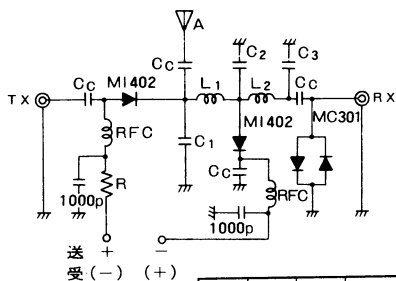 A
Cc
C2
C3
TX
Cc
MI402
L1
L2
Cc
RX
RFC
C1
MI402
MC301
Cc
1000p
R
RFC
1000p
送 + −
受 (−) (+)